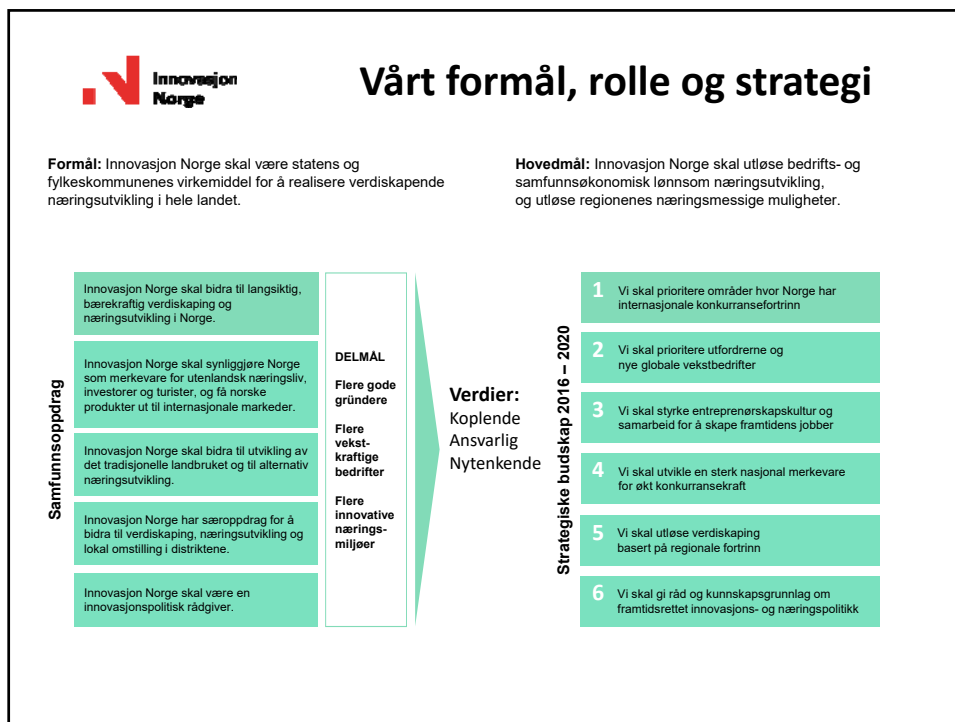 Innovasjon
Norge
Vårt formål, rolle og strategi
Formål: Innovasjon Norge skal være statens og
fylkeskommunenes virkemiddel for å realisere verdiskapende
næringsutvikling i hele landet.
Hovedmål: Innovasjon Norge skal utløse bedrifts- og
samfunnsøkonomisk lønnsom næringsutvikling,
og utløse regionenes næringsmessige muligheter.
Samfunnsoppdrag
Innovasjon Norge skal bidra til langsiktig,
bærekraftig verdiskaping og
næringsutvikling i Norge.
Innovasjon Norge skal synliggjøre Norge
som merkevare for utenlandsk næringsliv,
investorer og turister, og få norske
produkter ut til internasjonale markeder.
Innovasjon Norge skal bidra til utvikling av
det tradisjonelle landbruket og til alternativ
næringsutvikling.
Innovasjon Norge har særoppdrag for å
bidra til verdiskaping, næringsutvikling og
lokal omstilling i distriktene.
Innovasjon Norge skal være en
innovasjonspolitisk rådgiver.
DELMÅL
Flere gode
gründere
Flere
vekst-
kraftige
bedrifter
Flere
innovative
nærings-
miljøer
Verdier:
Koplende
Ansvarlig
Nytenkende
Strategiske budskap 2016 – 2020
1 Vi skal prioritere områder hvor Norge har
internasjonale konkurransefortrinn
2 Vi skal prioritere utfordrerne og
nye globale vekstbedrifter
3 Vi skal styrke entreprenørskapskultur og
samarbeid for å skape framtidens jobber
4 Vi skal utvikle en sterk nasjonal merkevare
for økt konkurransekraft
5 Vi skal utløse verdiskaping
basert på regionale fortrinn
6 Vi skal gi råd og kunnskapsgrunnlag om
framtidsrettet innovasjons- og næringspolitikk